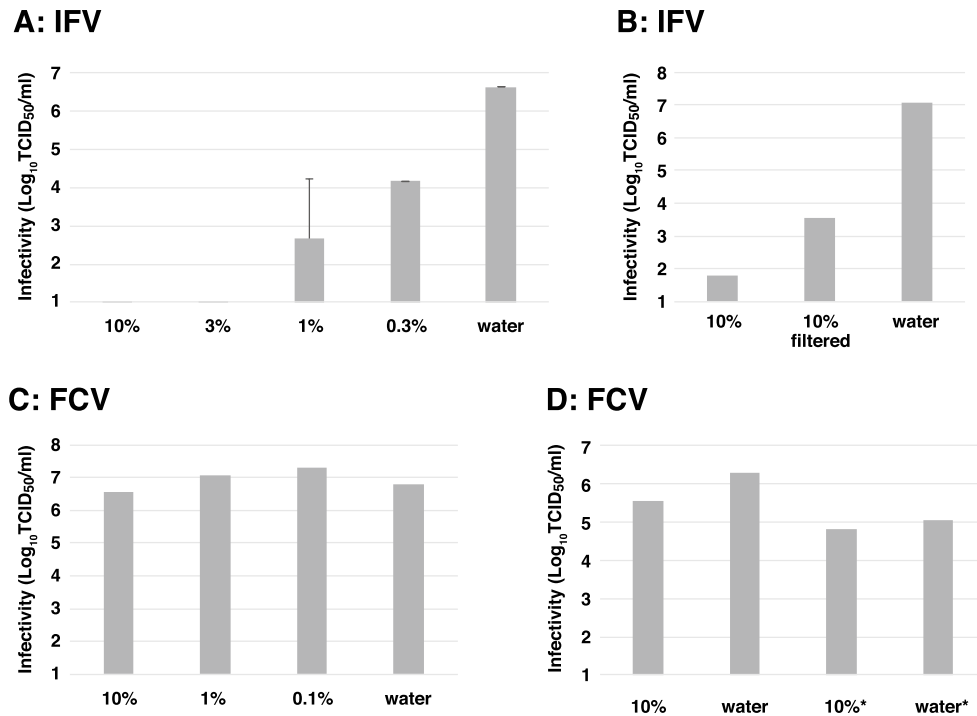 A: IFV
Infectivity (Log10TCID50/ml)
7
6
5
4
3
2
1
10% 3% 1% 0.3% water
B: IFV
Infectivity (Log10TCID50/ml)
8
7
6
5
4
3
2
1
10% 10% filtered water
C: FCV
Infectivity (Log10TCID50/ml)
8
7
6
5
4
3
2
1
10% 1% 0.1% water
D: FCV
Infectivity (Log10TCID50/ml)
7
6
5
4
3
2
1
10% water 10%* water*